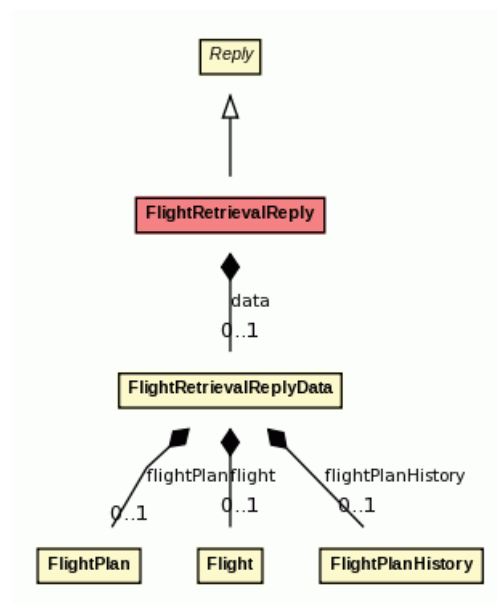 Reply
FlightRetrievalReply
data
0..1
FlightRetrievalReplyData
flightPlan flight flightPlanHistory
0..1 0..1 0..1
FlightPlan Flight FlightPlanHistory